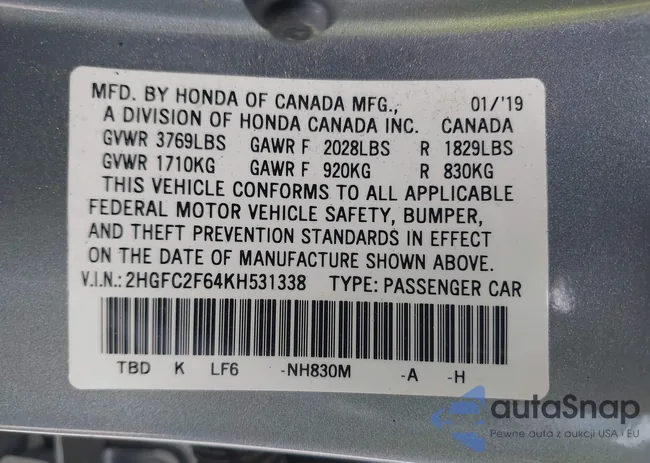 MFD. BY HONDA OF CANADA MFG., 01/'19
A DIVISION OF HONDA CANADA INC. CANADA
GVWR 3769LBS GAWR F 2028LBS R 1829LBS
GVWR 1710KG GAWR F 920KG R 830KG
THIS VEHICLE CONFORMS TO ALL APPLICABLE
FEDERAL MOTOR VEHICLE SAFETY, BUMPER,
AND THEFT PREVENTION STANDARDS IN EFFECT
ON THE DATE OF MANUFACTURE SHOWN ABOVE.
V.I.N.: 2HGFC2F64KH531338 TYPE: PASSENGER CAR
TBD K LF6 -NH830M -A -H
autaSnap
Pewne auta z aukcji USA i EU